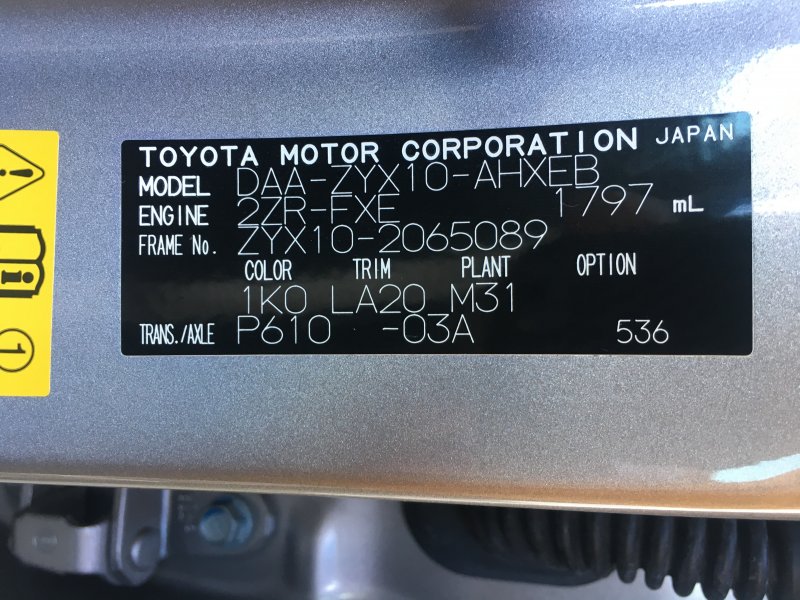 TOYOTA MOTOR CORPORATION JAPAN
MODEL DAA-ZYX10-AHXEB
ENGINE 2ZR-FXE 1797 mL
FRAME No. ZYX10-2065089
COLOR TRIM PLANT OPTION
1K0 LA20 M31
TRANS./AXLE P610 -03A 536
! 
i
1